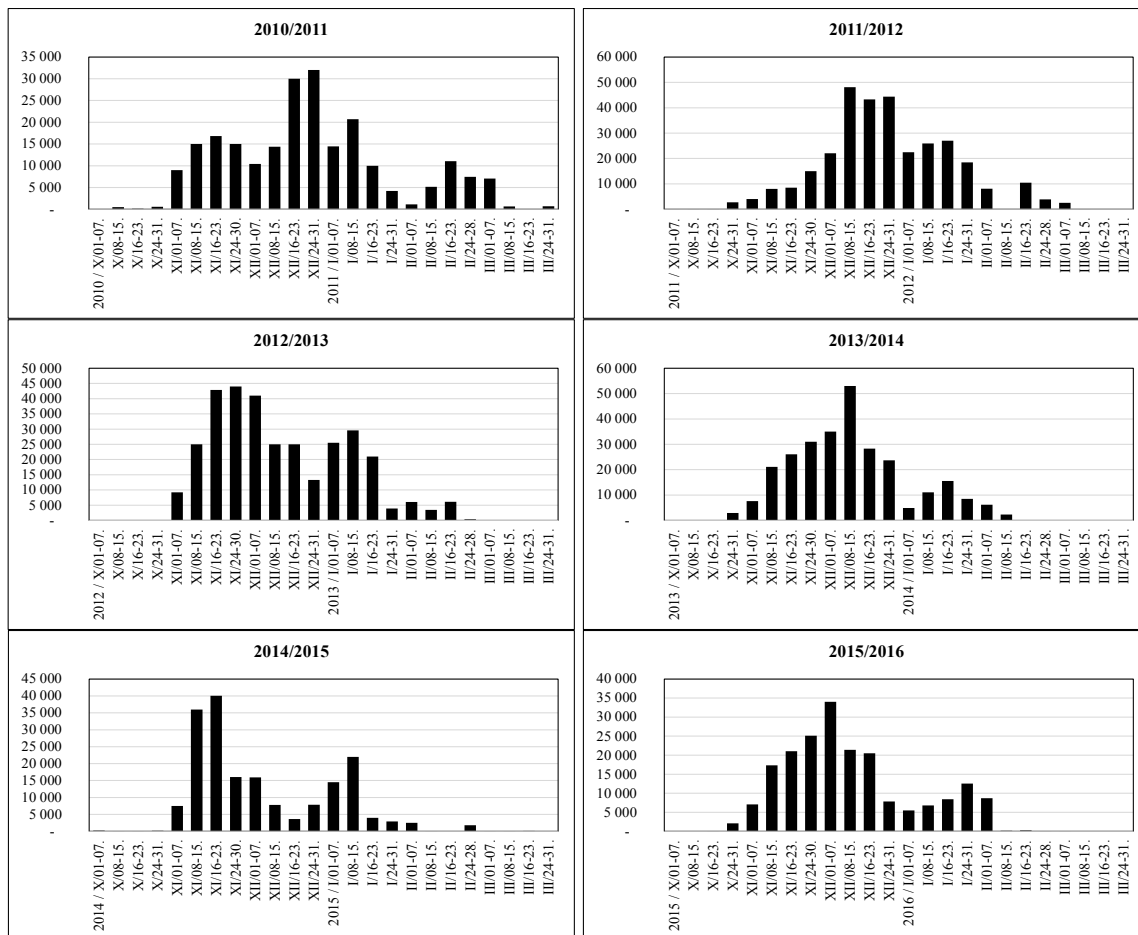 2010/2011
35 000
30 000
25 000
20 000
15 000
10 000
5 000
-
2010 / X/01-07.
X/08-15.
X/16-23.
X/24-31.
XI/01-07.
XI/08-15.
XI/16-23.
XI/24-30.
XII/01-07.
XII/08-15.
XII/16-23.
XII/24-31.
2011 / I/01-07.
I/08-15.
I/16-23.
I/24-31.
II/01-07.
II/08-15.
II/16-23.
II/24-28.
III/01-07.
III/08-15.
III/16-23.
III/24-31.
2011/2012
60 000
50 000
40 000
30 000
20 000
10 000
-
2011 / X/01-07.
X/08-15.
X/16-23.
X/24-31.
XI/01-07.
XI/08-15.
XI/16-23.
XI/24-30.
XII/01-07.
XII/08-15.
XII/16-23.
XII/24-31.
2012 / I/01-07.
I/08-15.
I/16-23.
I/24-31.
II/01-07.
II/08-15.
II/16-23.
II/24-28.
III/01-07.
III/08-15.
III/16-23.
III/24-31.
2012/2013
50 000
45 000
40 000
35 000
30 000
25 000
20 000
15 000
10 000
5 000
-
2012 / X/01-07.
X/08-15.
X/16-23.
X/24-31.
XI/01-07.
XI/08-15.
XI/16-23.
XI/24-30.
XII/01-07.
XII/08-15.
XII/16-23.
XII/24-31.
2013 / I/01-07.
I/08-15.
I/16-23.
I/24-31.
II/01-07.
II/08-15.
II/16-23.
II/24-28.
III/01-07.
III/08-15.
III/16-23.
III/24-31.
2013/2014
60 000
50 000
40 000
30 000
20 000
10 000
-
2013 / X/01-07.
X/08-15.
X/16-23.
X/24-31.
XI/01-07.
XI/08-15.
XI/16-23.
XI/24-30.
XII/01-07.
XII/08-15.
XII/16-23.
XII/24-31.
2014 / I/01-07.
I/08-15.
I/16-23.
I/24-31.
II/01-07.
II/08-15.
II/16-23.
II/24-28.
III/01-07.
III/08-15.
III/16-23.
III/24-31.
2014/2015
45 000
40 000
35 000
30 000
25 000
20 000
15 000
10 000
5 000
-
2014 / X/01-07.
X/08-15.
X/16-23.
X/24-31.
XI/01-07.
XI/08-15.
XI/16-23.
XI/24-30.
XII/01-07.
XII/08-15.
XII/16-23.
XII/24-31.
2015 / I/01-07.
I/08-15.
I/16-23.
I/24-31.
II/01-07.
II/08-15.
II/16-23.
II/24-28.
III/01-07.
III/08-15.
III/16-23.
III/24-31.
2015/2016
40 000
35 000
30 000
25 000
20 000
15 000
10 000
5 000
-
2015 / X/01-07.
X/08-15.
X/16-23.
X/24-31.
XI/01-07.
XI/08-15.
XI/16-23.
XI/24-30.
XII/01-07.
XII/08-15.
XII/16-23.
XII/24-31.
2016 / I/01-07.
I/08-15.
I/16-23.
I/24-31.
II/01-07.
II/08-15.
II/16-23.
II/24-28.
III/01-07.
III/08-15.
III/16-23.
III/24-31.